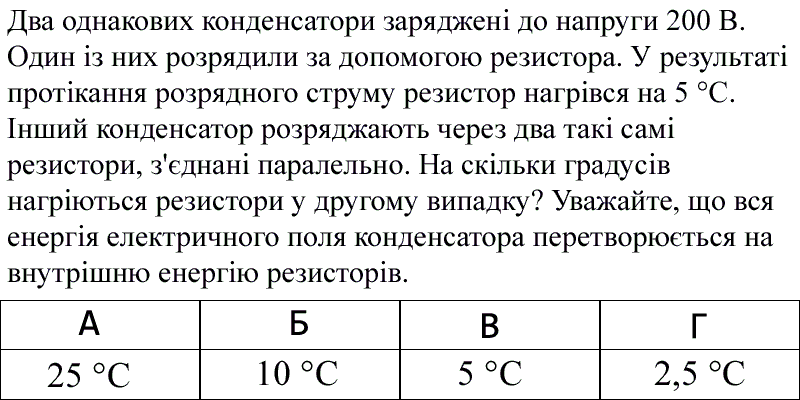 Два однакових конденсатори заряджені до напруги 200 В.
Один із них розрядили за допомогою резистора. У результаті
протікання розрядного струму резистор нагрівся на 5 °С.
Інший конденсатор розряджають через два такі самі
резистори, з'єднані паралельно. На скільки градусів
нагріються резистори у другому випадку? Уважайте, що вся
енергія електричного поля конденсатора перетворюється на
внутрішню енергію резисторів.
А Б В Г
25 °С 10 °С 5 °С 2,5 °С